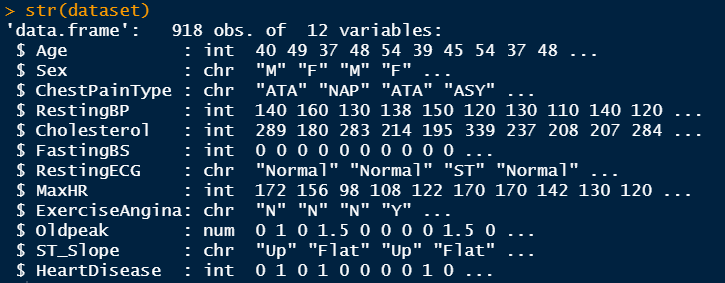 > str(dataset)
'data.frame':   918 obs. of  12 variables:
 $ Age           : int  40 49 37 48 54 39 45 54 37 48 ...
 $ Sex           : chr  "M" "F" "M" "F" ...
 $ ChestPainType : chr  "ATA" "NAP" "ATA" "ASY" ...
 $ RestingBP     : int  140 160 130 138 150 120 130 110 140 120 ...
 $ Cholesterol   : int  289 180 283 214 195 339 237 208 207 284 ...
 $ FastingBS     : int  0 0 0 0 0 0 0 0 0 0 ...
 $ RestingECG    : chr  "Normal" "Normal" "ST" "Normal" ...
 $ MaxHR         : int  172 156 98 108 122 170 170 142 130 120 ...
 $ ExerciseAngina: chr  "N" "N" "N" "Y" ...
 $ Oldpeak       : num  0 1 0 1.5 0 0 0 0 1.5 0 ...
 $ ST_Slope      : chr  "Up" "Flat" "Up" "Flat" ...
 $ HeartDisease  : int  0 1 0 1 0 0 0 0 1 0 ...